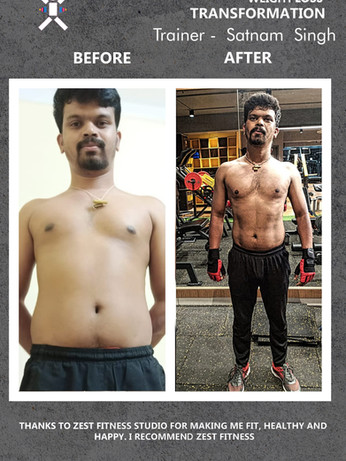 WEIGHT LOSS
TRANSFORMATION
Trainer - Satnam Singh
BEFORE
AFTER
THANKS TO ZEST FITNESS STUDIO FOR MAKING ME FIT, HEALTHY AND
HAPPY. I RECOMMEND ZEST FITNESS